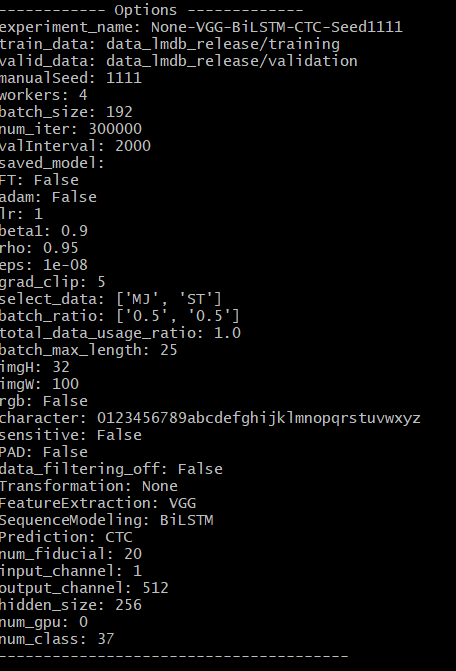 ------------ Options -------------
experiment_name: None-VGG-BiLSTM-CTC-Seed1111
train_data: data_lmdb_release/training
valid_data: data_lmdb_release/validation
manualSeed: 1111
workers: 4
batch_size: 192
num_iter: 300000
valInterval: 2000
saved_model:
FT: False
adam: False
lr: 1
beta1: 0.9
rho: 0.95
eps: 1e-08
grad_clip: 5
select_data: ['MJ', 'ST']
batch_ratio: ['0.5', '0.5']
total_data_usage_ratio: 1.0
batch_max_length: 25
imgH: 32
imgW: 100
rgb: False
character: 0123456789abcdefghijklmnopqrstuvwxyz
sensitive: False
PAD: False
data_filtering_off: False
Transformation: None
FeatureExtraction: VGG
SequenceModeling: BiLSTM
Prediction: CTC
num_fiducial: 20
input_channel: 1
output_channel: 512
hidden_size: 256
num_gpu: 0
num_class: 37
---------------------------------------